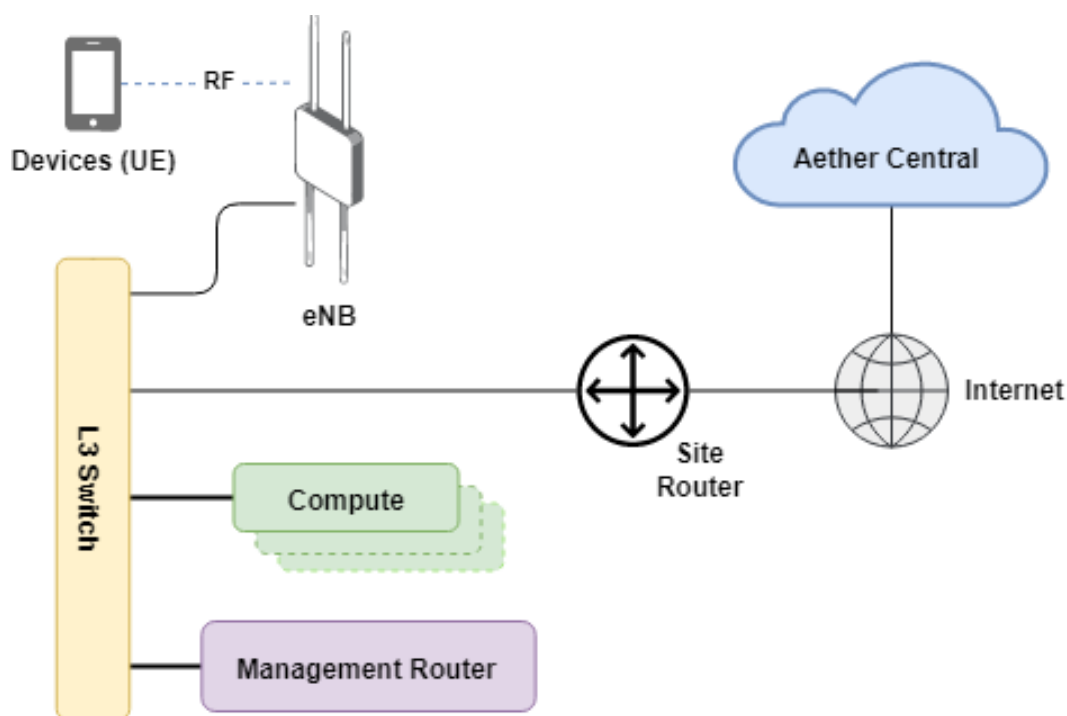 RF
Devices (UE)
Aether Central
eNB
Internet
Site
Router
L3 Switch
Compute
Management Router